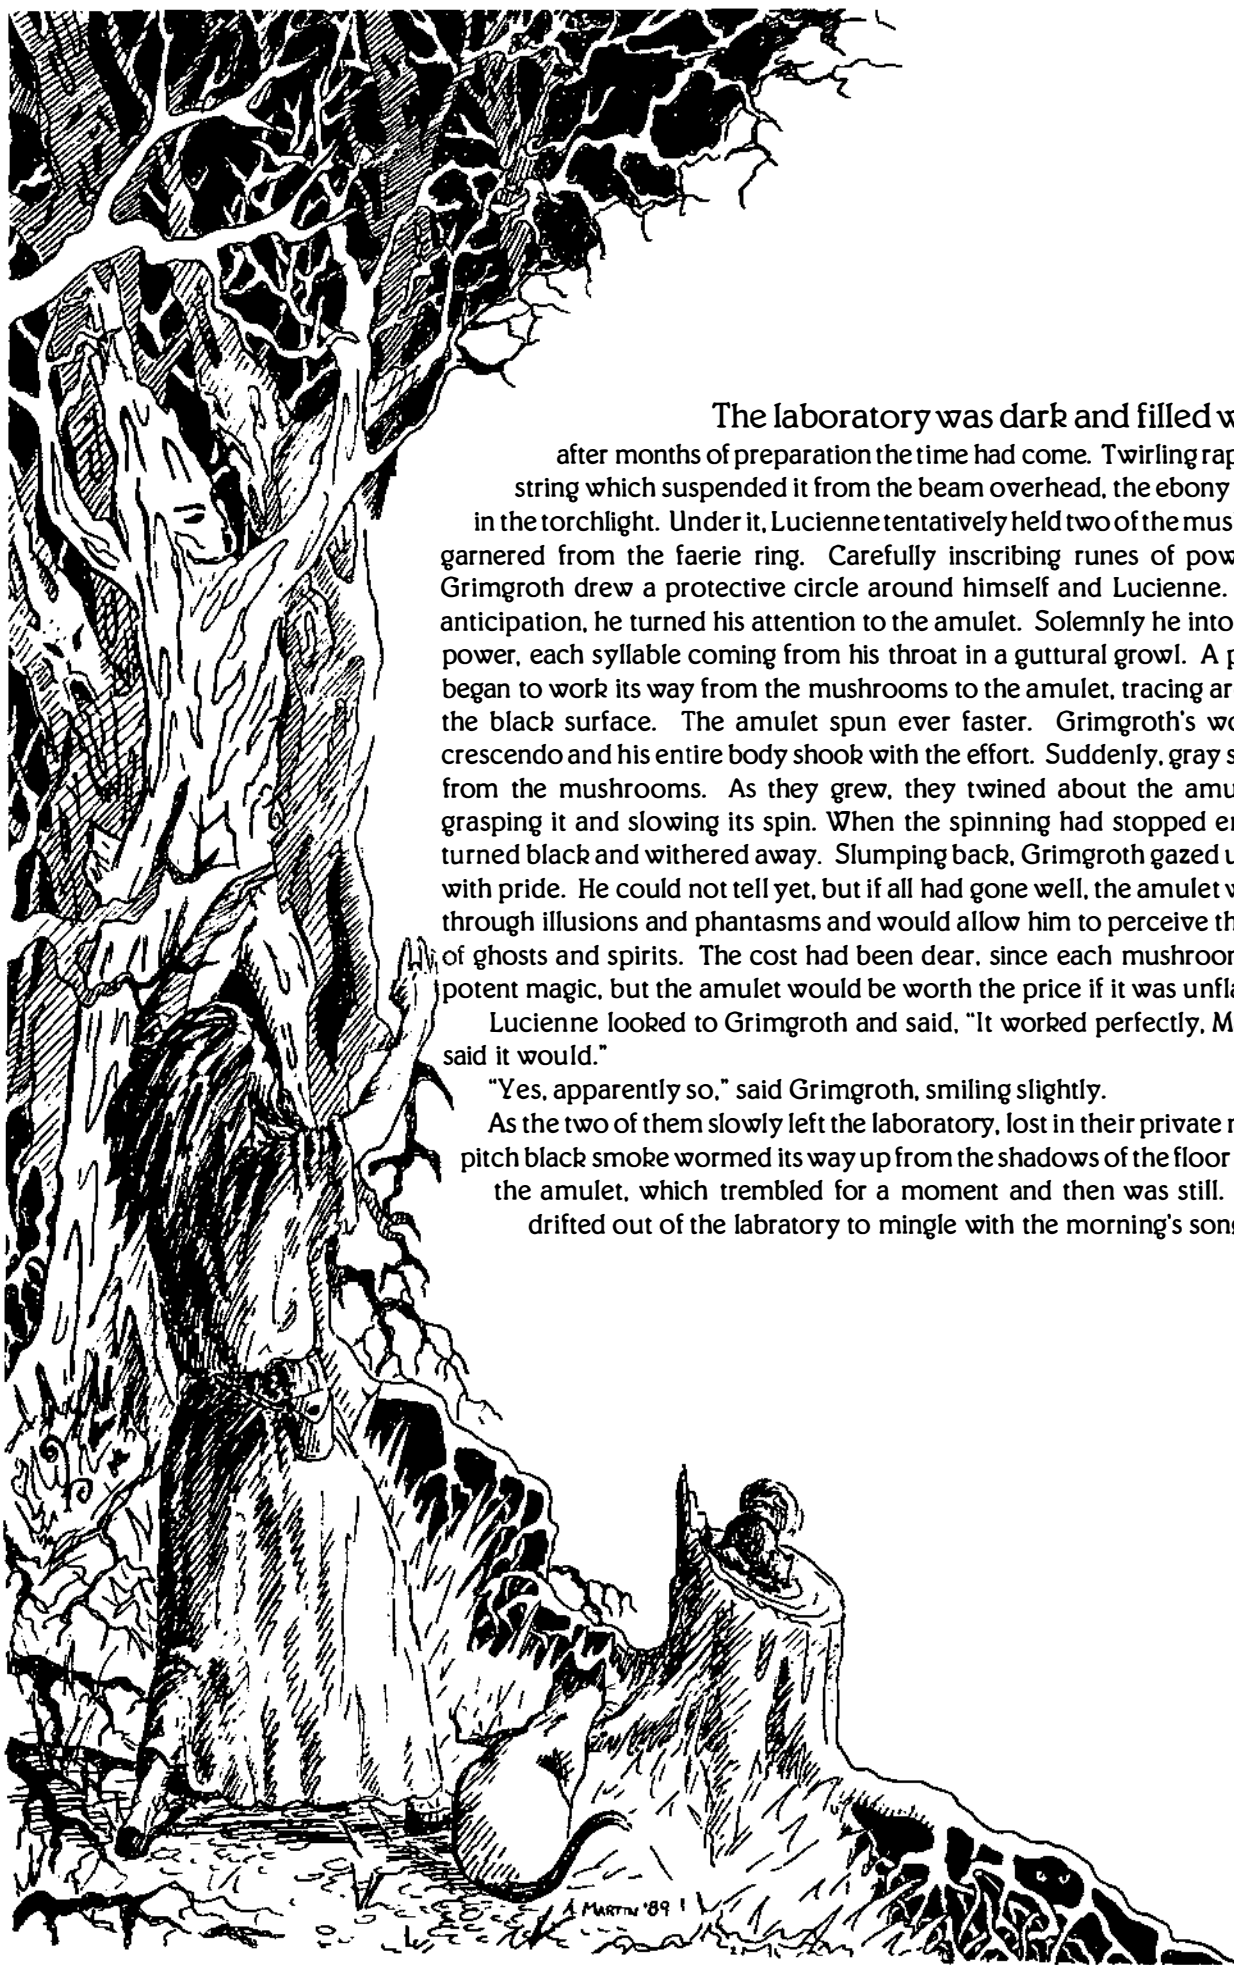 The laboratory was dark and filled
after months of preparation the time had come. Twirling
string which suspended it from the beam overhead, the ebony
in the torchlight. Under it, Lucienne tentatively held two of the
garnered from the faerie ring. Carefully inscribing runes of
Grimgroth drew a protective circle around himself and Lucienne.
anticipation, he turned his attention to the amulet. Solemnly he
power, each syllable coming from his throat in a guttural growl. A
began to work its way from the mushrooms to the amulet, tracing
the black surface. The amulet spun ever faster. Grimgroth's
crescendo and his entire body shook with the effort. Suddenly, gray
from the mushrooms. As they grew, they twined about the
grasping it and slowing its spin. When the spinning had stopped
turned black and withered away. Slumping back, Grimgroth gazed
with pride. He could not tell yet, but if all had gone well, the amulet
through illusions and phantasms and would allow him to perceive
of ghosts and spirits. The cost had been dear, since each
potent magic, but the amulet would be worth the price if it was
Lucienne looked to Grimgroth and said, "It worked perfectly,
said it would."
"Yes, apparently so," said Grimgroth, smiling slightly.
As the two of them slowly left the laboratory, lost in their private
pitch black smoke wormed its way up from the shadows of the floor
the amulet, which trembled for a moment and then was still.
drifted out of the labratory to mingle with the morning's
MARTIN '89